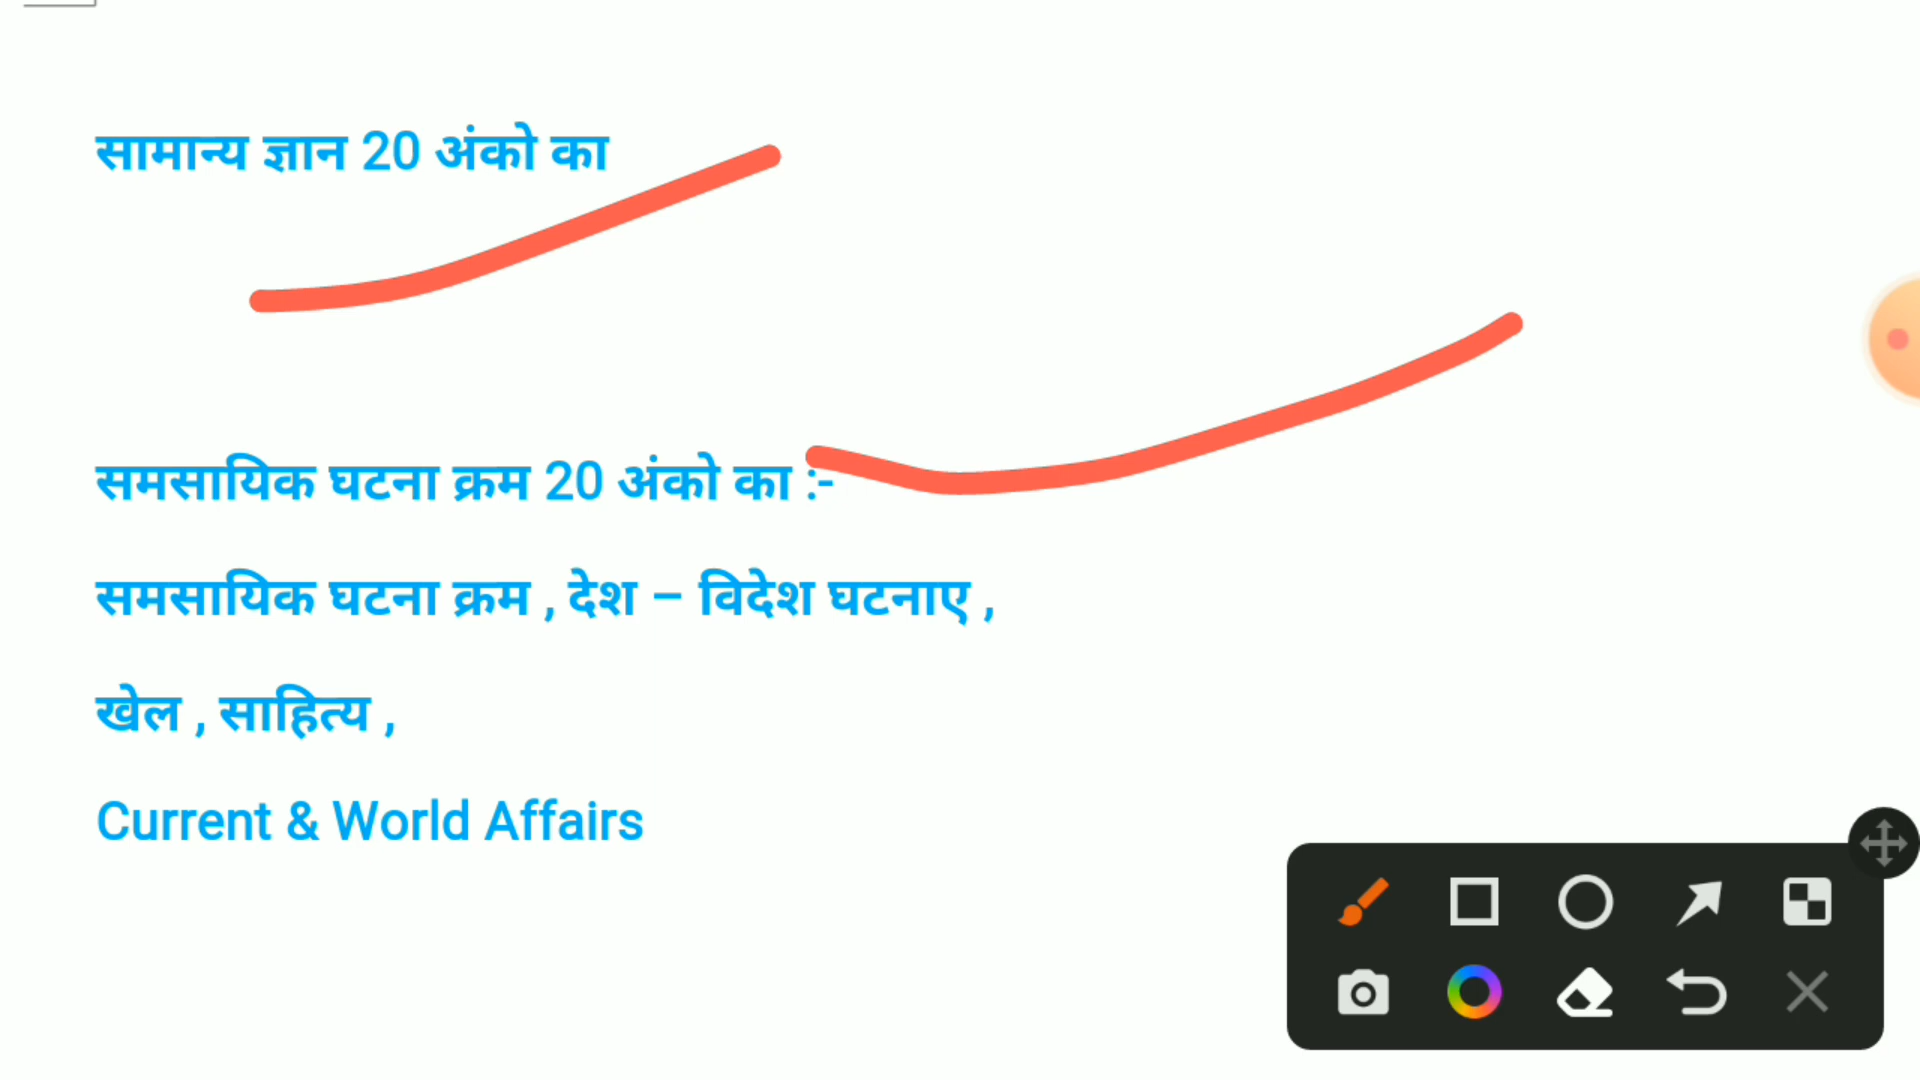 सामान्य ज्ञान 20 अंको का
समसायिक घटना क्रम 20 अंको का :-
समसायिक घटना क्रम , देश – विदेश घटनाए ,
खेल , साहित्य ,
Current & World Affairs